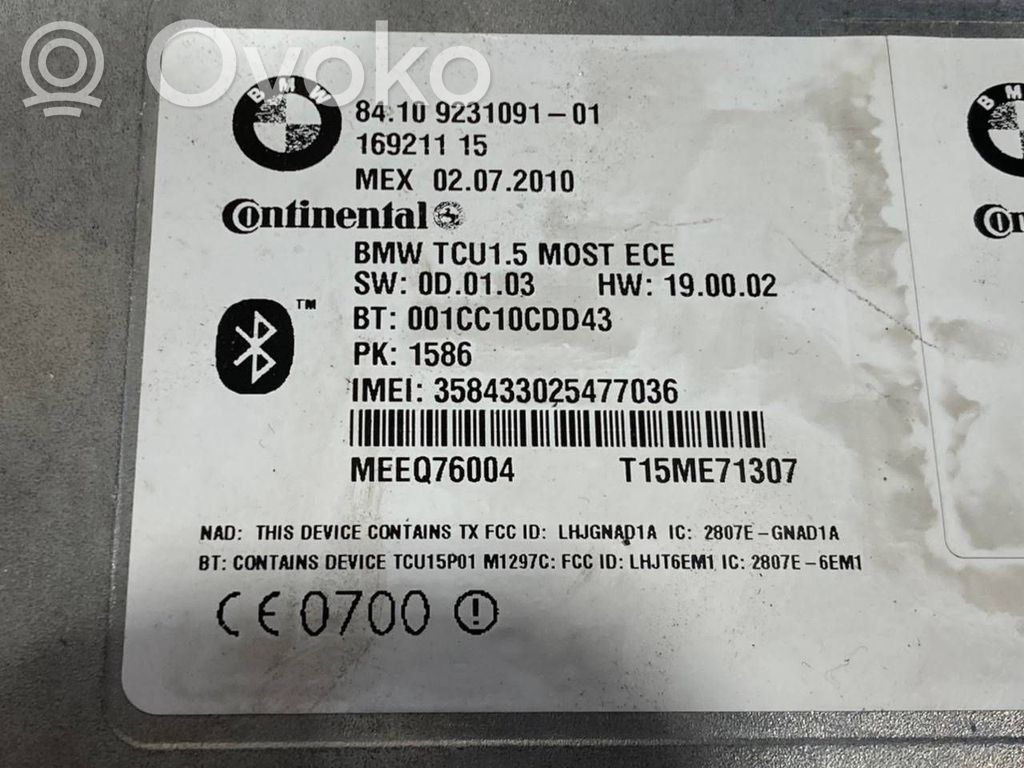 Ovoko
BMW
84.10 9231091-01
169211 15
MEX 02.07.2010
Continental
BMW TCU1.5 MOST ECE
SW: 0D.01.03 HW: 19.00.02
TM
BT: 001CC10CDD43
PK: 1586
IMEI: 358433025477036
MEEQ76004 T15ME71307
NAD: THIS DEVICE CONTAINS TX FCC ID: LHJGNAD1A IC: 2807E-GNAD1A
BT: CONTAINS DEVICE TCU15P01 M1297C: FCC ID: LHJT6EM1 IC: 2807E-6EM1
CE 0700
BM
Con